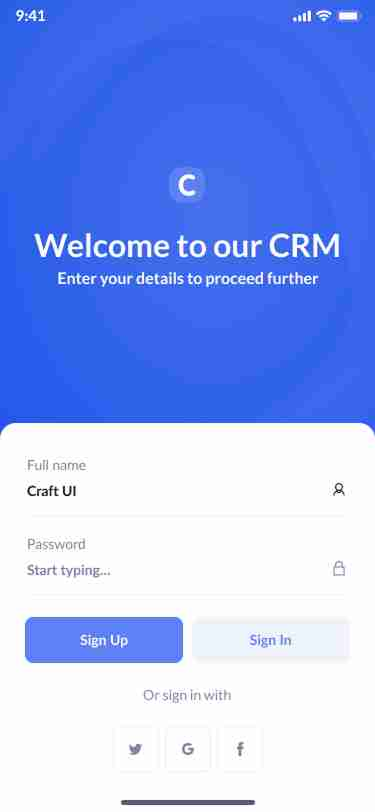 9:41
C
Welcome to our CRM
Enter your details to proceed further
Full name
Craft UI
Password
Start typing...
Sign Up
Sign In
Or sign in with